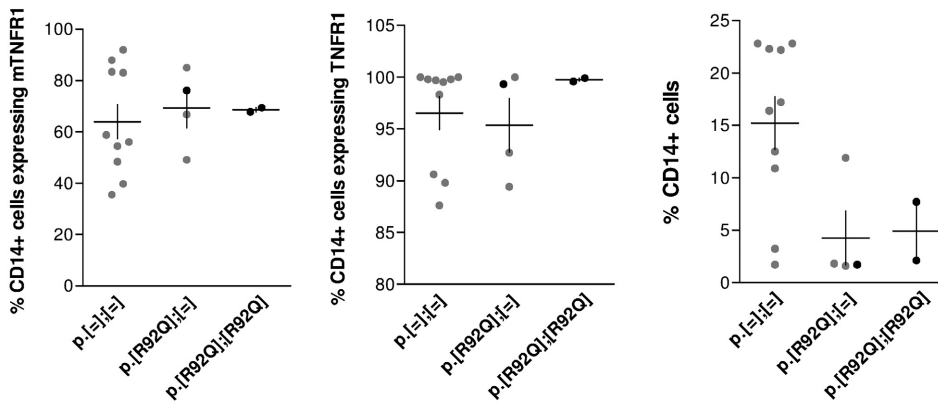 % CD14+ cells expressing mTNFR1
100
80
60
40
20
0
p.[=];[=]
p.[R92Q];[=]
p.[R92Q];[R92Q]
% CD14+ cells expressing TNFR1
105
100
95
90
85
80
p.[=];[=]
p.[R92Q];[=]
p.[R92Q];[R92Q]
% CD14+ cells
25
20
15
10
5
0
p.[=];[=]
p.[R92Q];[=]
p.[R92Q];[R92Q]